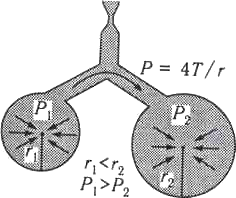 P = 4T/r
P₁
P₂
r₁
r₂
r₁<r₂
P₁>P₂